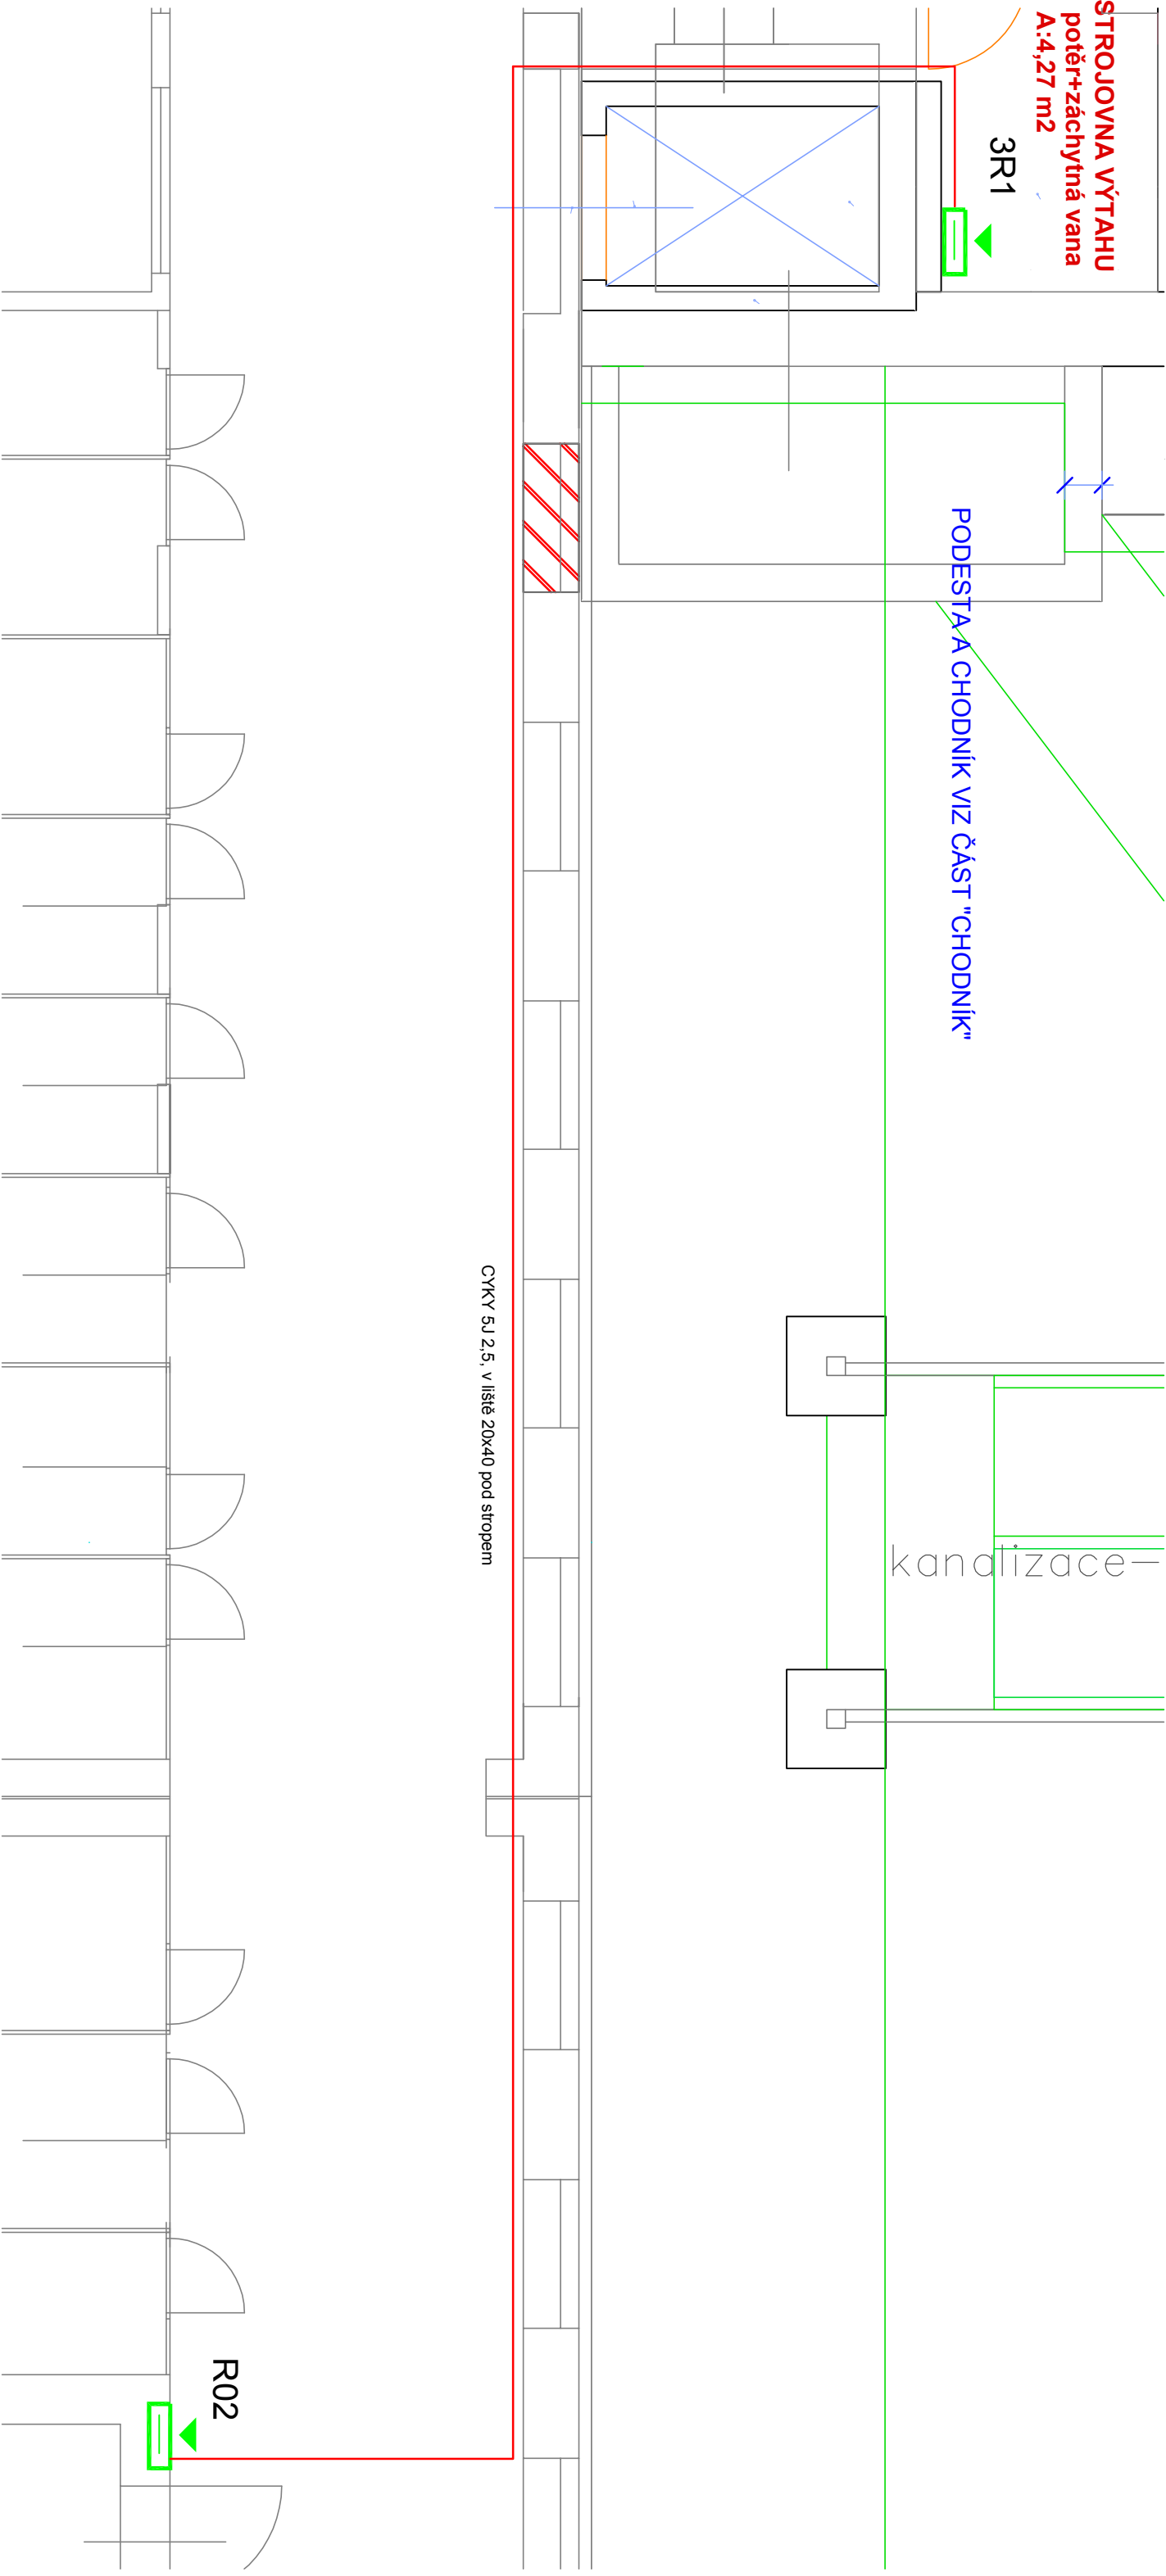 STROJOVNA VÝTAHU
potěr+záchytná vana
A:4,27 m2
3R1
PODESTA A CHODNÍK VIZ ČÁST "CHODNÍK"
CYKY 5J 2,5, v liště 20x40 pod stropem
kanalizace-
R02